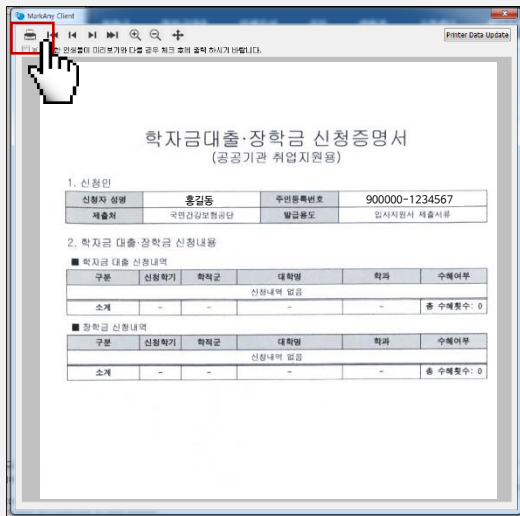 MarkAny Client
Printer Data Update
한 인쇄물이 미리보기와 다를 경우 체크 후에 출력 하시기 바랍니다.
학자금대출·장학금 신청증명서
(공공기관 취업지원용)
1. 신청인
신청자 성명 홍길동 주민등록번호 900000-1234567
제출처 국민건강보험공단 발급용도 입사지원서 제출서류
2. 학자금 대출·장학금 신청내용
■ 학자금 대출 신청내역
구분 신청학기 학적군 대학명 학과 수혜여부
신청내역 없음
소계 - - - - 총 수혜횟수: 0
■ 장학금 신청내역
구분 신청학기 학적군 대학명 학과 수혜여부
신청내역 없음
소계 - - - - 총 수혜횟수: 0